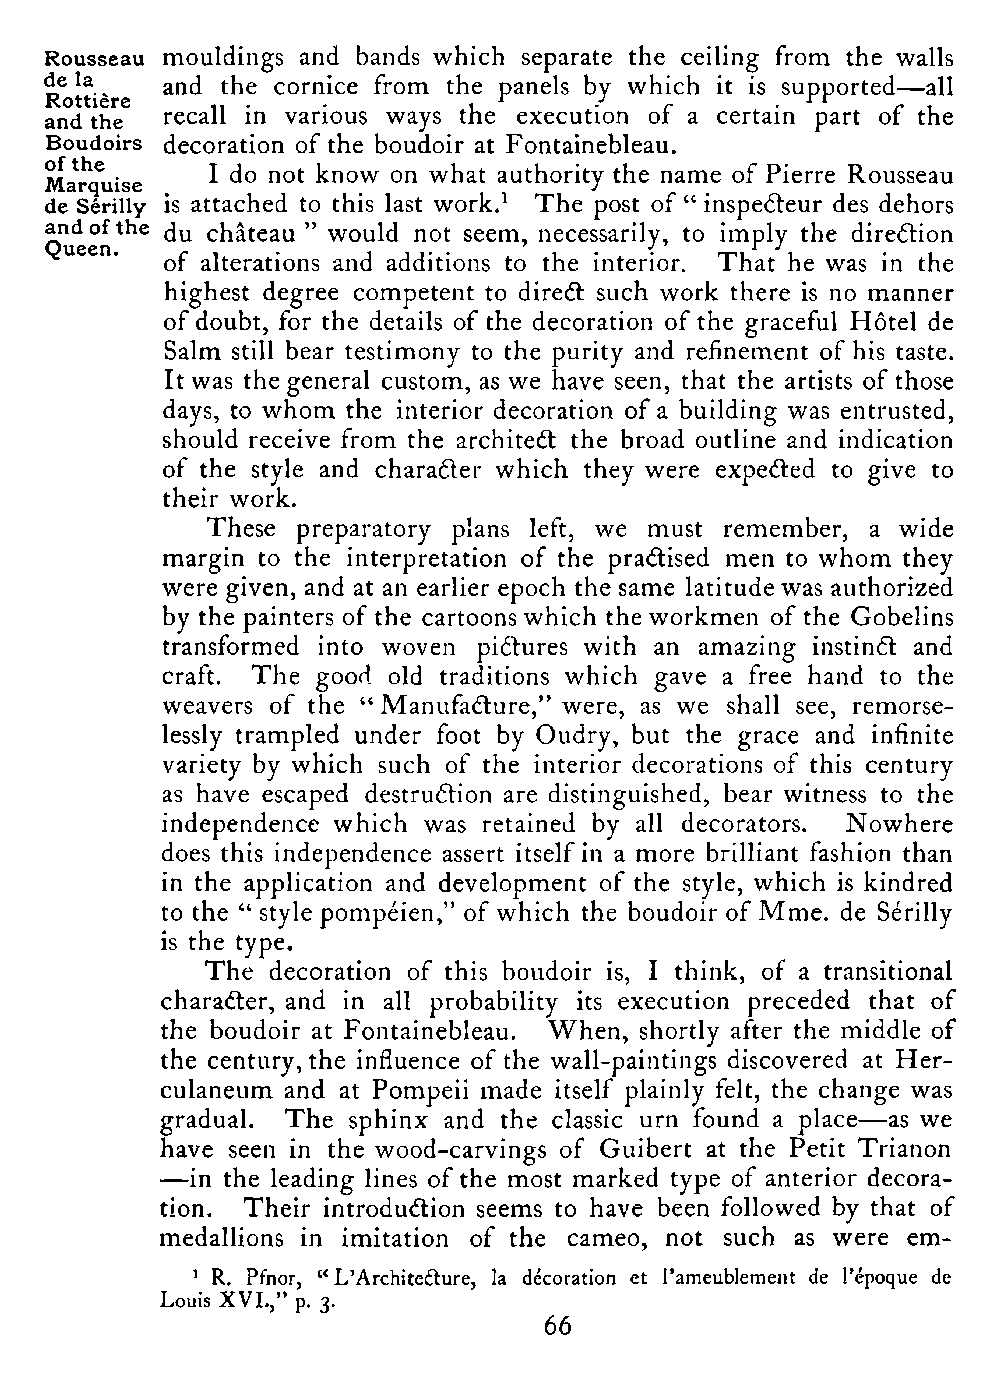 Rousseau
de la
Rottière
and the
Boudoirs
of the
Marquise
de Sérilly
and of the
Queen.
mouldings and bands which separate the ceiling from the walls
and the cornice from the panels by which it is supported—all
recall in various ways the execution of a certain part of the
decoration of the boudoir at Fontainebleau.
I do not know on what authority the name of Pierre Rousseau
is attached to this last work.¹ The post of “inspecteur des dehors
du château” would not seem, necessarily, to imply the direction
of alterations and additions to the interior. That he was in the
highest degree competent to direct such work there is no manner
of doubt, for the details of the decoration of the graceful Hôtel de
Salm still bear testimony to the purity and refinement of his taste.
It was the general custom, as we have seen, that the artists of those
days, to whom the interior decoration of a building was entrusted,
should receive from the architect the broad outline and indication
of the style and character which they were expected to give to
their work.
These preparatory plans left, we must remember, a wide
margin to the interpretation of the practised men to whom they
were given, and at an earlier epoch the same latitude was authorized
by the painters of the cartoons which the workmen of the Gobelins
transformed into woven pictures with an amazing instinct and
craft. The good old traditions which gave a free hand to the
weavers of the “Manufacture,” were, as we shall see, remorse-
lessly trampled under foot by Oudry, but the grace and infinite
variety by which such of the interior decorations of this century
as have escaped destruction are distinguished, bear witness to the
independence which was retained by all decorators. Nowhere
does this independence assert itself in a more brilliant fashion than
in the application and development of the style, which is kindred
to the “style pompéien,” of which the boudoir of Mme. de Sérilly
is the type.
The decoration of this boudoir is, I think, of a transitional
character, and in all probability its execution preceded that of
the boudoir at Fontainebleau. When, shortly after the middle of
the century, the influence of the wall-paintings discovered at Her-
culaneum and at Pompeii made itself plainly felt, the change was
gradual. The sphinx and the classic urn found a place—as we
have seen in the wood-carvings of Guibert at the Petit Trianon
—in the leading lines of the most marked type of anterior decora-
tion. Their introduction seems to have been followed by that of
medallions in imitation of the cameo, not such as were em-
¹ R. Pfnor, “L’Architecture, la décoration et l’ameublement de l’époque de
Louis XVI.,” p. 3.
66